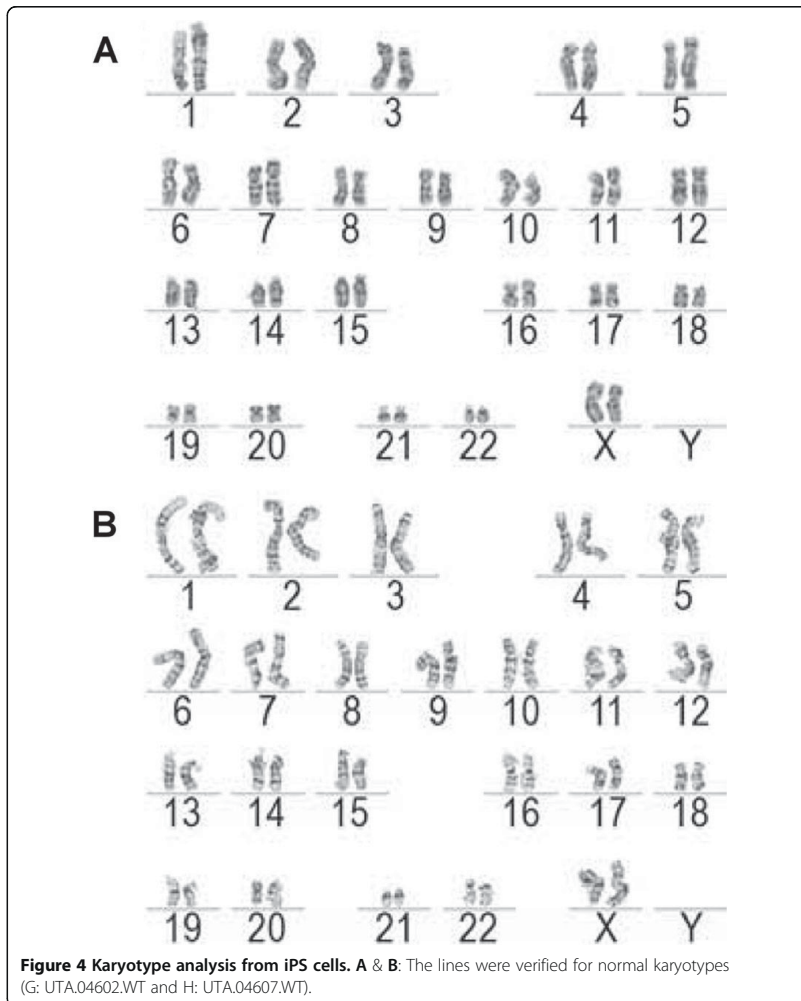 A
1 2 3 4 5
6 7 8 9 10 11 12
13 14 15 16 17 18
19 20 21 22 X Y
B
1 2 3 4 5
6 7 8 9 10 11 12
13 14 15 16 17 18
19 20 21 22 X Y
Figure 4 Karyotype analysis from iPS cells. A & B: The lines were verified for normal karyotypes
(G: UTA.04602.WT and H: UTA.04607.WT).